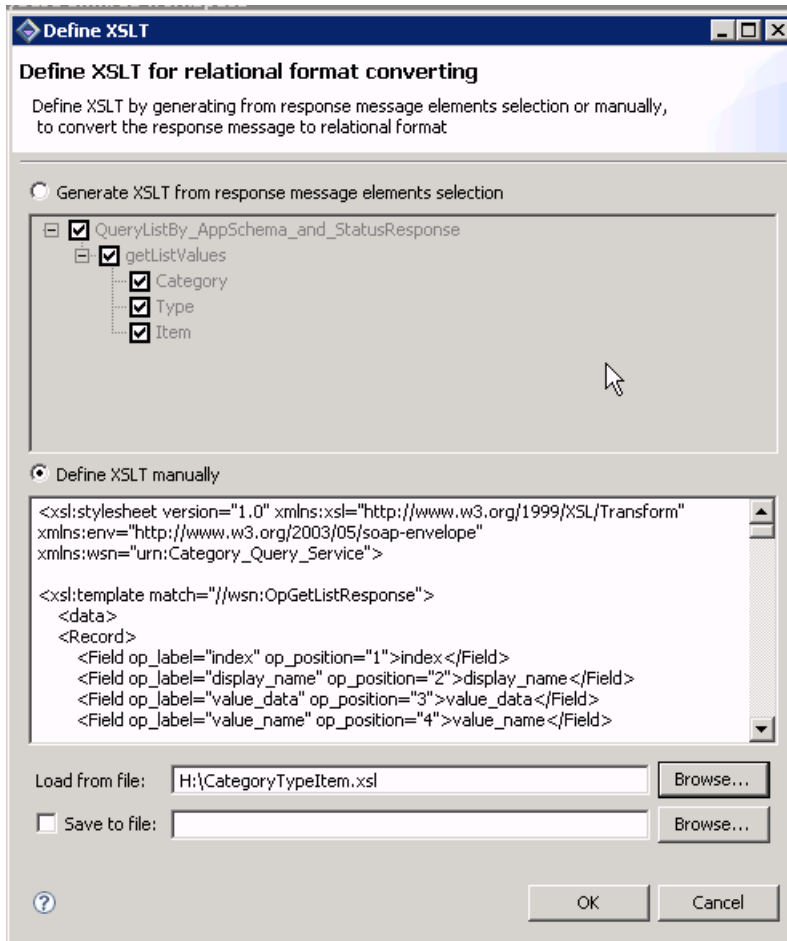 Define XSLT
Define XSLT for relational format converting
Define XSLT by generating from response message elements selection or manually,
to convert the response message to relational format
Generate XSLT from response message elements selection
QueryListBy_AppSchema_and_StatusResponse
getListValues
Category
Type
Item
Define XSLT manually
<xsl:stylesheet version="1.0" xmlns:xsl="http://www.w3.org/1999/XSL/Transform"
xmlns:env="http://www.w3.org/2003/05/soap-envelope"
xmlns:wsn="urn:Category_Query_Service">
<xsl:template match="//wsn:OpGetListResponse">
<data>
<Record>
<Field op_label="index" op_position="1">index</Field>
<Field op_label="display_name" op_position="2">display_name</Field>
<Field op_label="value_data" op_position="3">value_data</Field>
<Field op_label="value_name" op_position="4">value_name</Field>
Load from file: H:\CategoryTypeItem.xsl Browse...
Save to file: Browse...
? OK Cancel